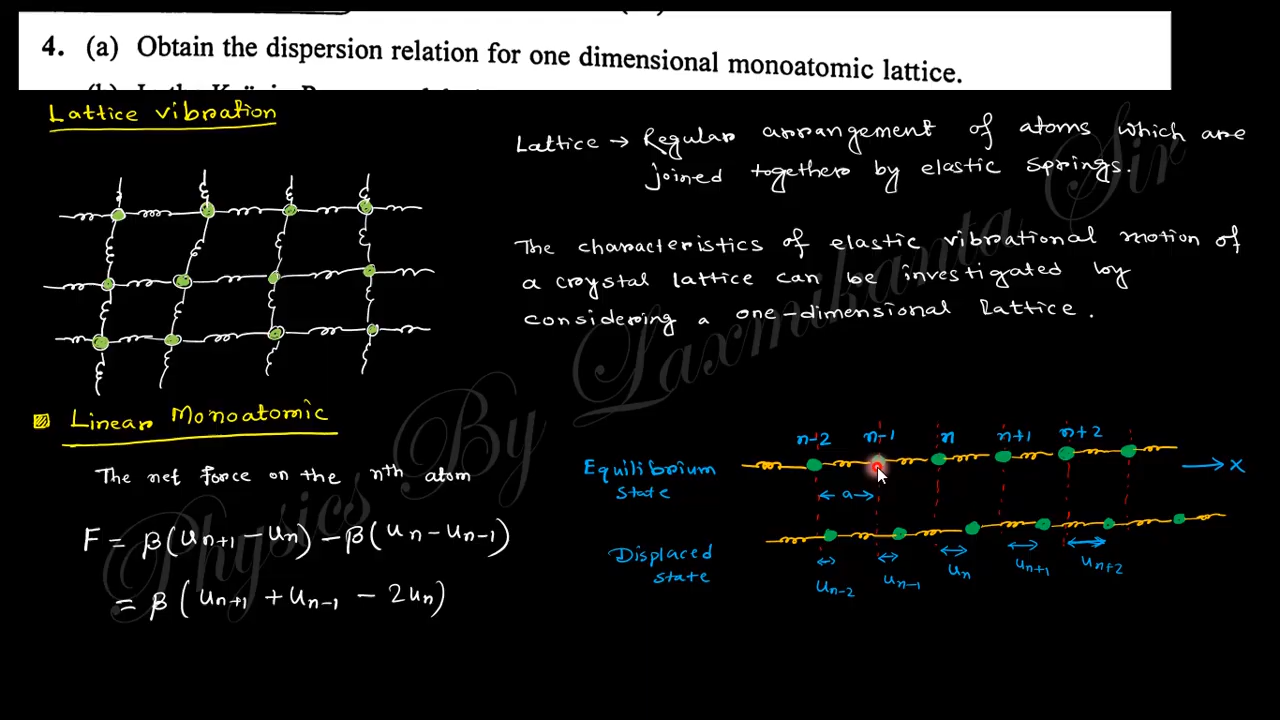 4. (a) Obtain the dispersion relation for one dimensional monoatomic lattice.
Lattice vibration
Lattice → Regular arrangement of atoms which are
joined together by elastic springs.
The characteristics of elastic vibrational motion of
a crystal lattice can be investigated by
considering a one-dimensional lattice.
Linear Monoatomic
The net force on the nth atom
F = β(uₙ₊₁ − uₙ) − β(uₙ − uₙ₋₁)
= β(uₙ₊₁ + uₙ₋₁ − 2uₙ)
n-2 n-1 n n+1 n+2
Equilibrium
state
a
X
Displaced
state
uₙ₋₂ uₙ₋₁ uₙ uₙ₊₁ uₙ₊₂
Physics By Laxmikanta Sir